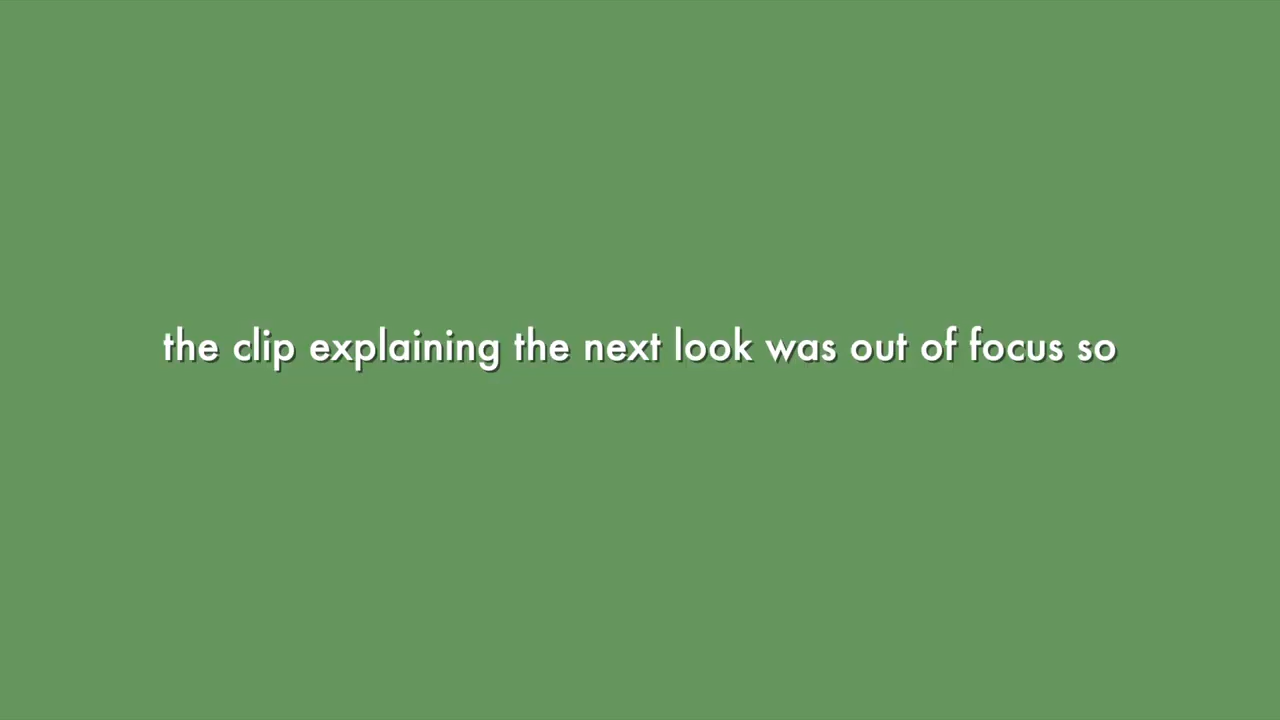 the clip explaining the next look was out of focus so